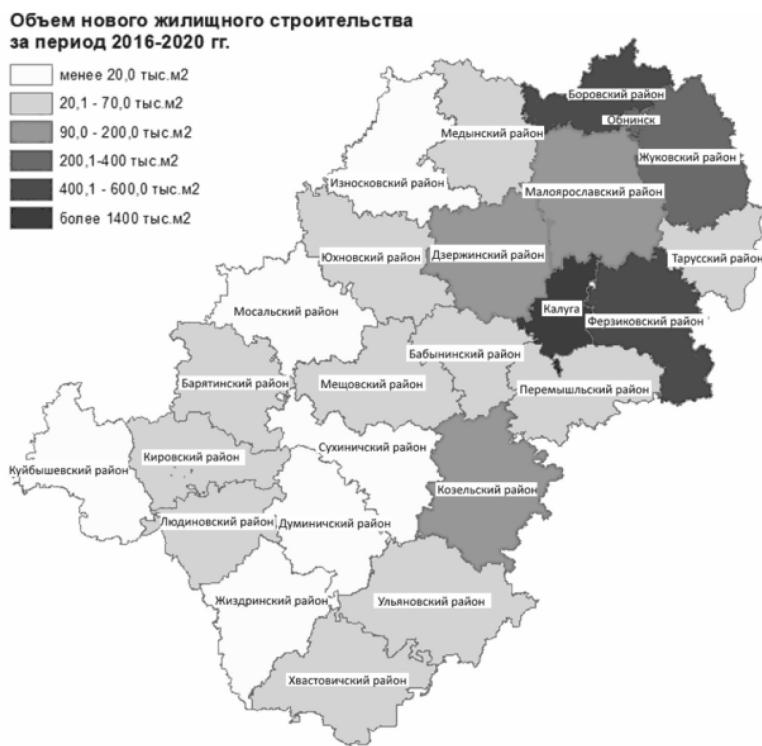 Объем нового жилищного строительства
за период 2016-2020 гг.
менее 20,0 тыс.м2
20,1 - 70,0 тыс.м2
90,0 - 200,0 тыс.м2
200,1-400 тыс.м2
400,1 - 600,0 тыс.м2
более 1400 тыс.м2
Боровский район
Обнинск
Медынский район
Жуковский район
Износковский район
Малоярославский район
Юхновский район
Дзержинский район
Тарусский район
Мосальский район
Калуга
Ферзиковский район
Бабынинский район
Барятинский район
Мещовский район
Перемышльский район
Сухиничский район
Кировский район
Куйбышевский район
Козельский район
Людиновский район
Думиничский район
Жиздринский район
Ульяновский район
Хвастовичский район